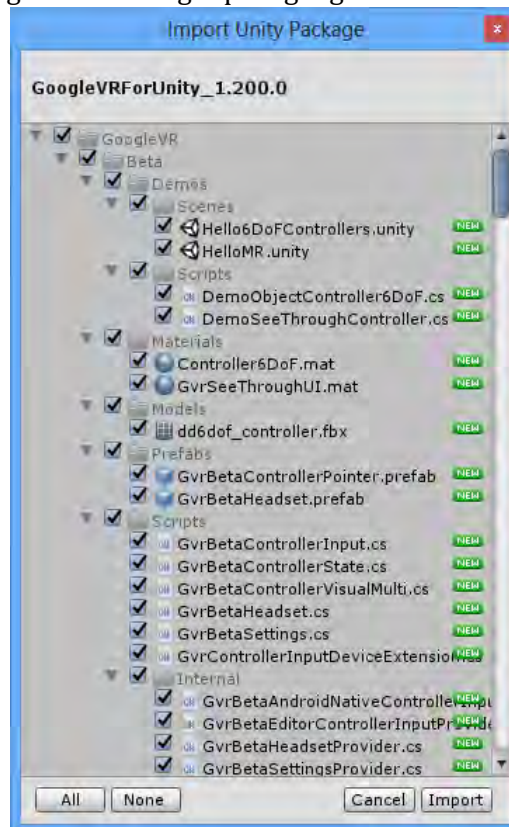 Import Unity Package
x
GoogleVRForUnity_1.200.0
GoogleVR
Beta
Demos
Scenes
Hello6DoFControllers.unity NEW
HelloMR.unity NEW
Scripts
DemoObjectController6DoF.cs NEW
DemoSeeThroughController.cs NEW
Materials
Controller6DoF.mat NEW
GvrSeeThroughUI.mat NEW
Models
dd6dof_controller.fbx NEW
Prefabs
GvrBetaControllerPointer.prefab NEW
GvrBetaHeadset.prefab NEW
Scripts
GvrBetaControllerInput.cs NEW
GvrBetaControllerState.cs NEW
GvrBetaControllerVisualMulti.cs NEW
GvrBetaHeadset.cs NEW
GvrBetaSettings.cs NEW
NEW
Internal
NEW
NEW
GvrBetaHeadsetProvider.cs NEW
GvrBetaSettingsProvider.cs NEW
All None Cancel Import